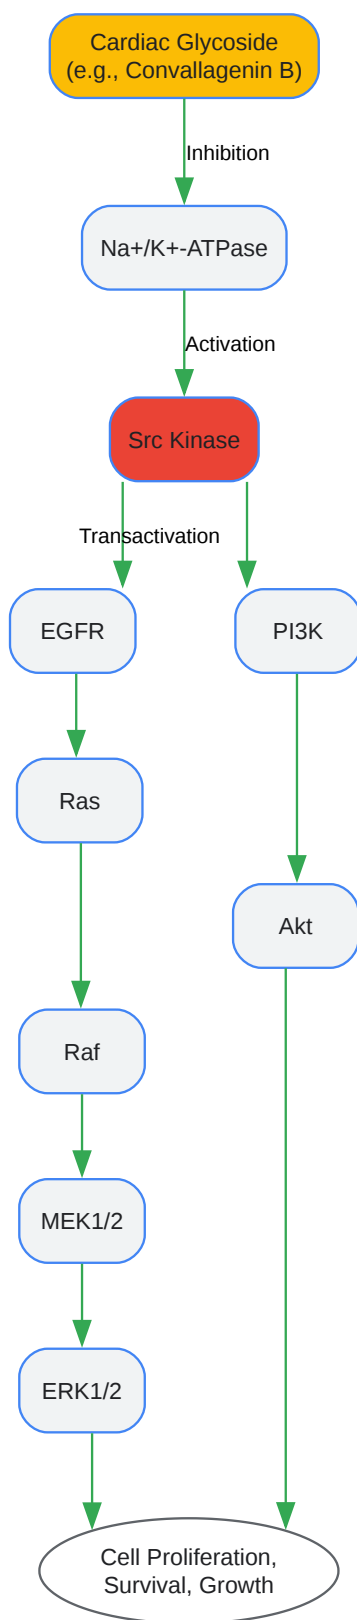 Cardiac Glycoside
(e.g., Convallagenin B)
Inhibition
Na+/K+-ATPase
Activation
Src Kinase
Transactivation
EGFR
PI3K
Ras
Akt
Raf
MEK1/2
ERK1/2
Cell Proliferation,
Survival, Growth